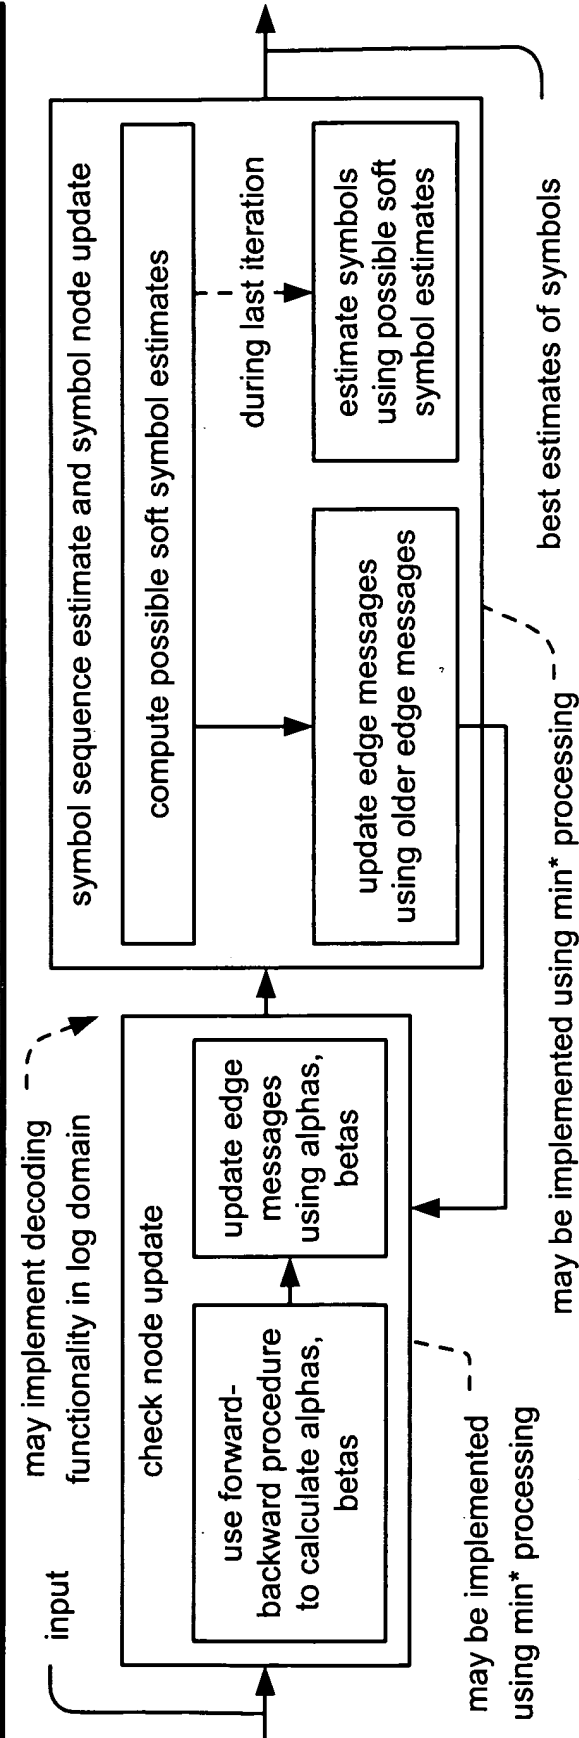 input
may implement decoding
functionality in log domain
check node update
use forward-
backward procedure
to calculate alphas,
betas
update edge
messages
using alphas,
betas
may be implemented
using min* processing
symbol sequence estimate and symbol node update
compute possible soft symbol estimates
during last iteration
update edge messages
using older edge messages
estimate symbols
using possible soft
symbol estimates
may be implemented using min* processing
best estimates of symbols